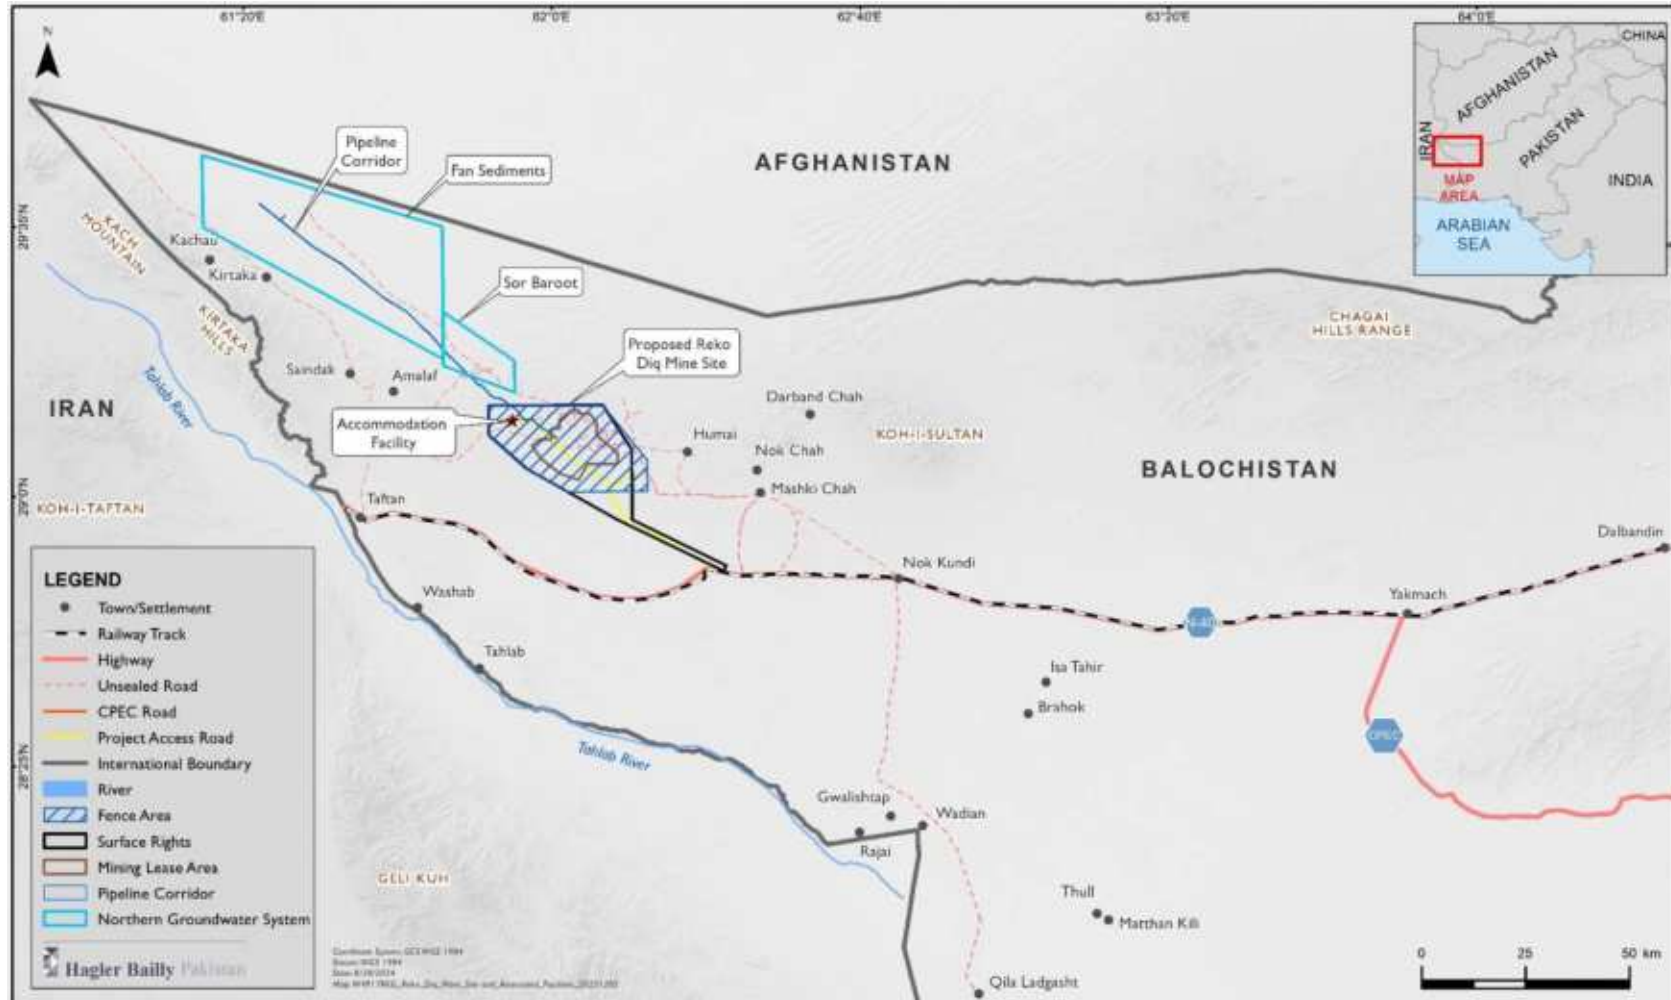 61°20'E
62°0'E
62°40'E
63°20'E
64°0'E
N
29°35'N
29°0'N
28°25'N
CHINA
AFGHANISTAN
IRAN
PAKISTAN
MAP
AREA
INDIA
ARABIAN
SEA
Pipeline
Corridor
Fan Sediments
AFGHANISTAN
KACH
MOUNTAIN
Kachau
Kirtaka
Sor Baroot
KIRTAKA
HILLS
CHAGAI
HILLS RANGE
Proposed Reko
Diq Mine Site
Saindak
Amalaf
Tahlab River
IRAN
Darband Chah
Accommodation
Facility
Humai
KOH-I-SULTAN
Nok Chah
BALOCHISTAN
Mashki Chah
KOH-I-TAFTAN
Taftan
Dalbandin
Nok Kundi
Washab
Yakmach
N-40
Tahlab
Isa Tahir
Brahok
CPEC
Tahlab River
Gwalishtap
Wadian
Rajai
GELI KUH
Thull
Matthan Kili
Qila Ladgasht
LEGEND
Town/Settlement
Railway Track
Highway
Unsealed Road
CPEC Road
Project Access Road
International Boundary
River
Fence Area
Surface Rights
Mining Lease Area
Pipeline Corridor
Northern Groundwater System
Hagler Bailly Pakistan
0 25 50 km